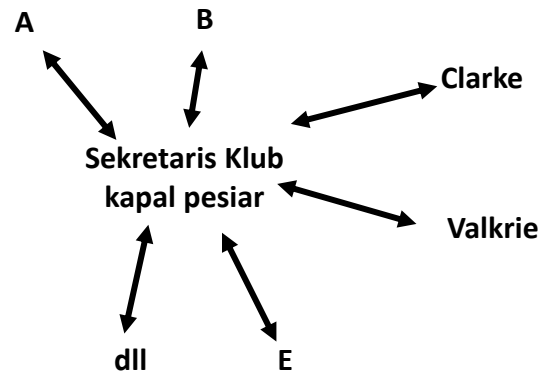 A
B
Clarke
Sekretaris Klub
kapal pesiar
Valkrie
dll
E